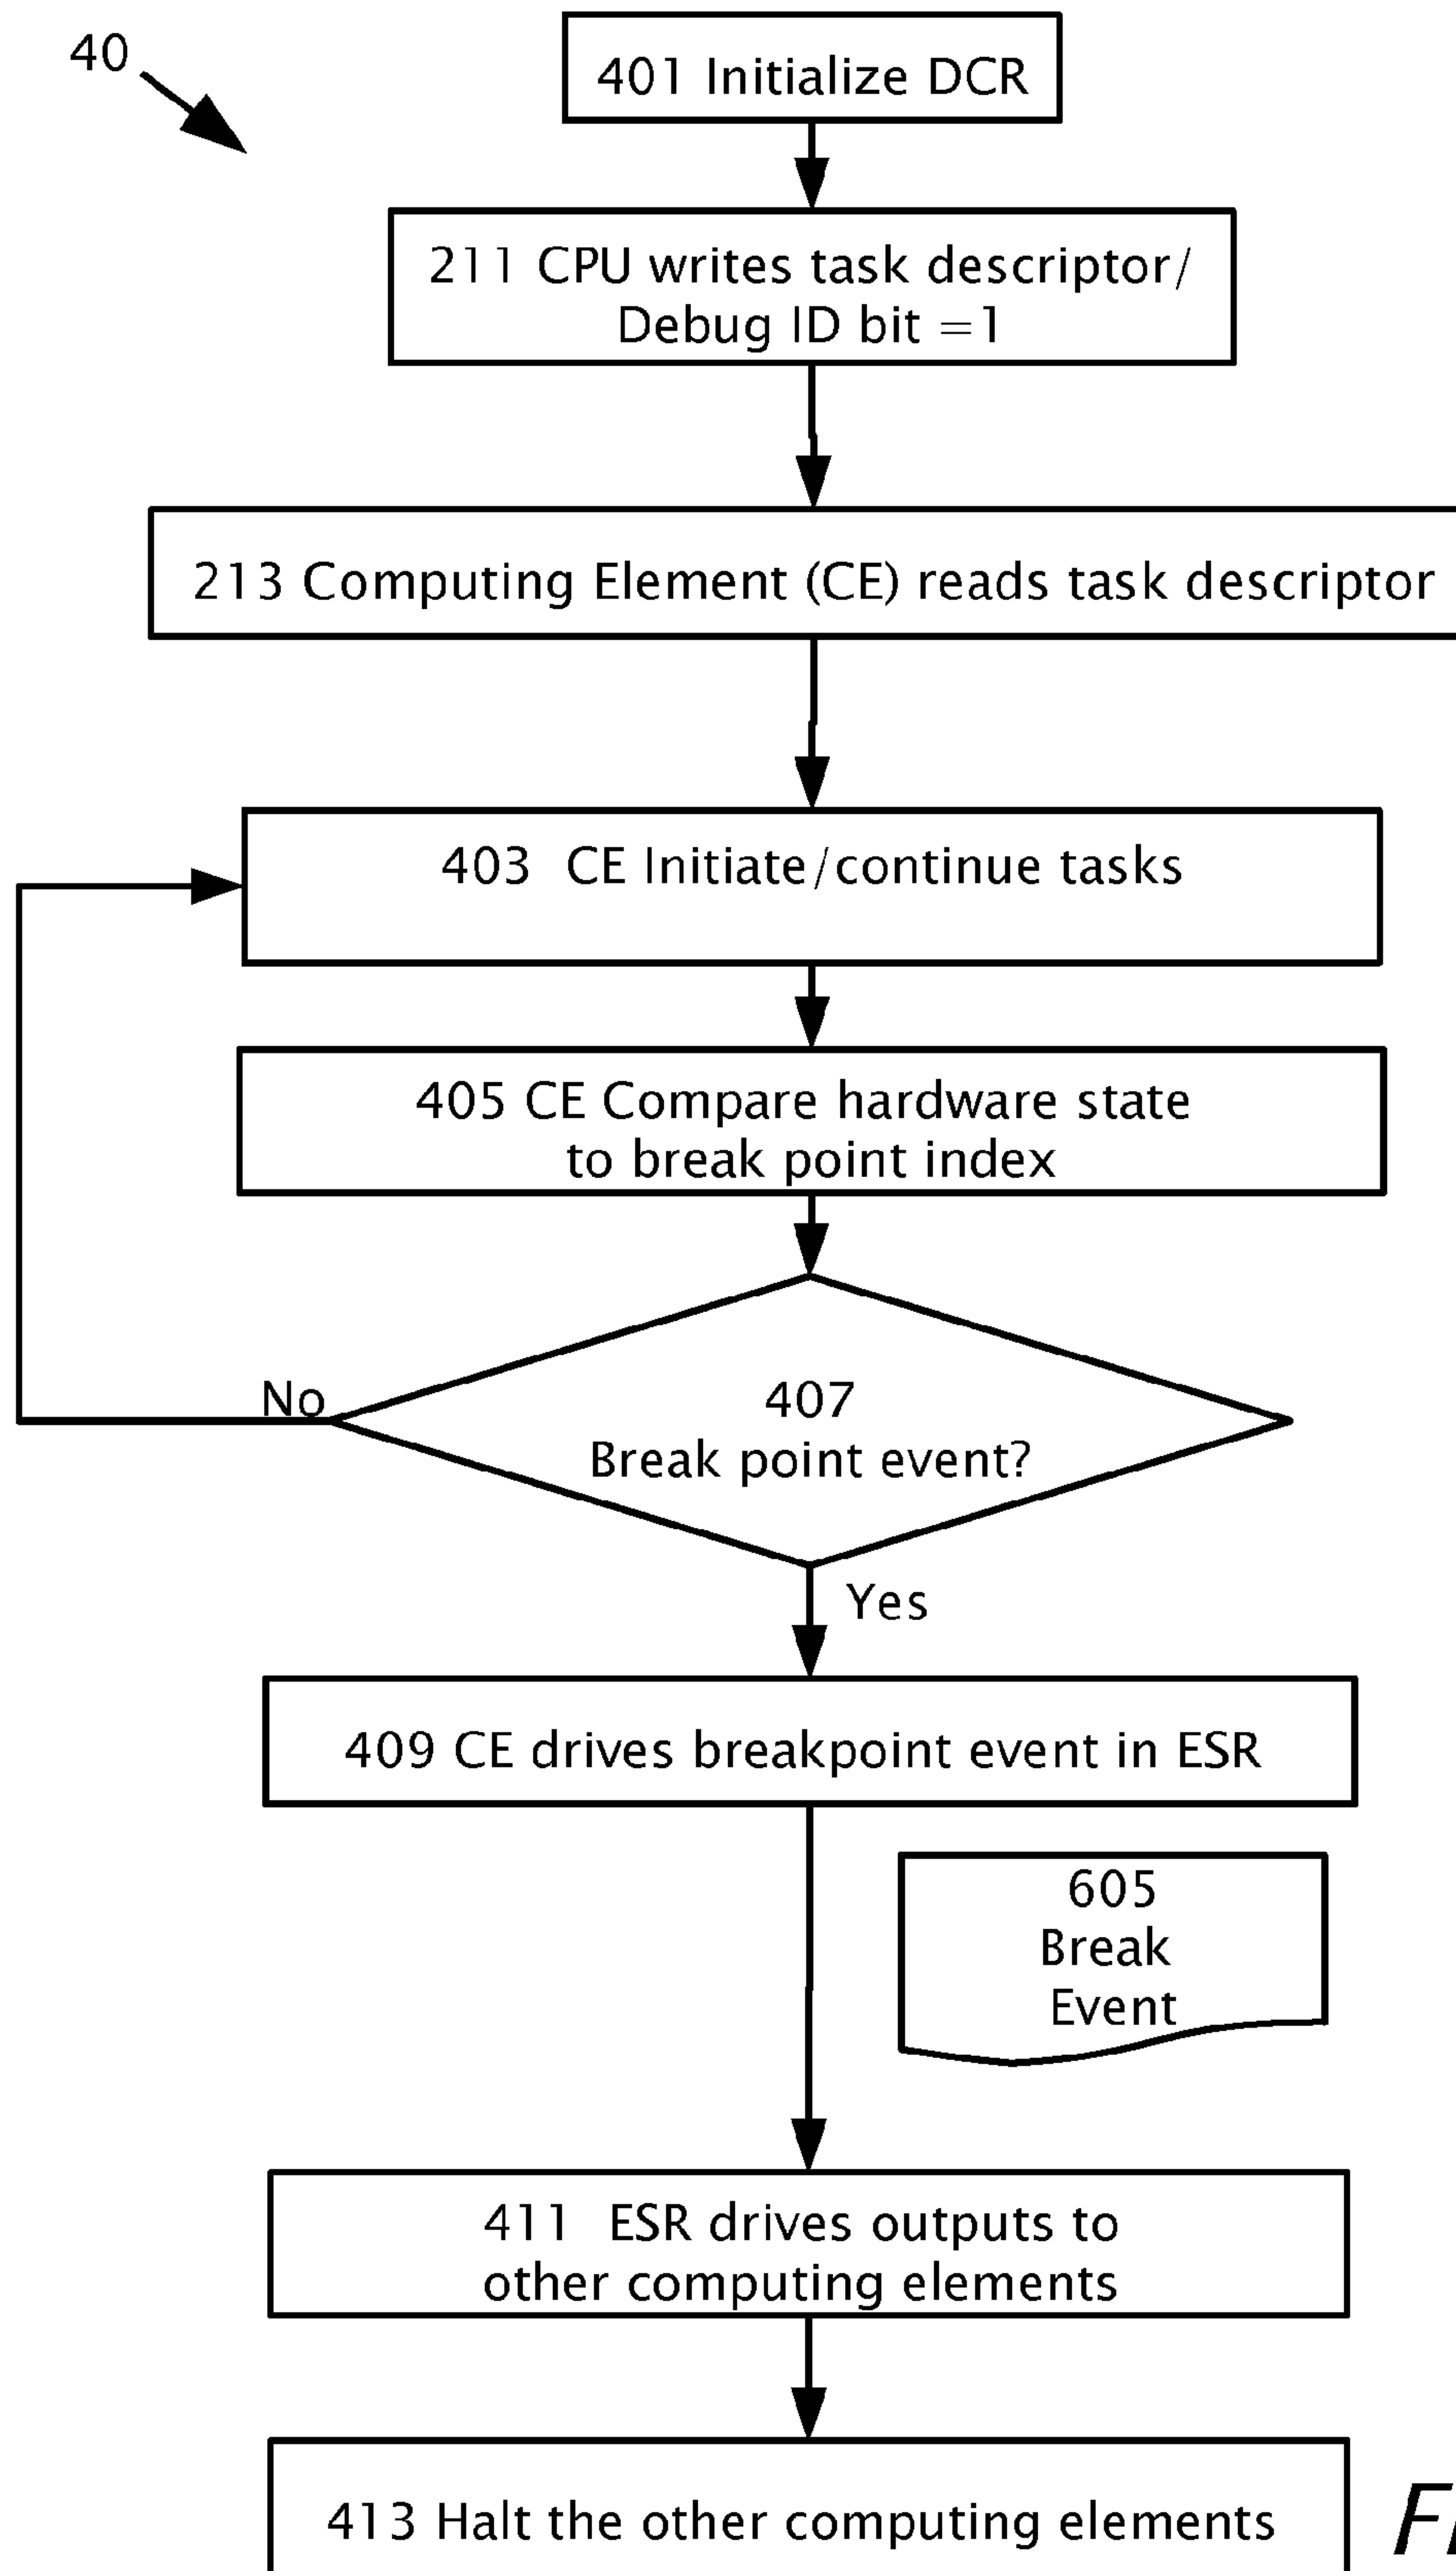 40
401 Initialize DCR
211 CPU writes task descriptor/
Debug ID bit =1
213 Computing Element (CE) reads task descriptor
403 CE Initiate/continue tasks
405 CE Compare hardware state
to break point index
No
407
Break point event?
Yes
409 CE drives breakpoint event in ESR
605
Break
Event
411 ESR drives outputs to
other computing elements
413 Halt the other computing elements